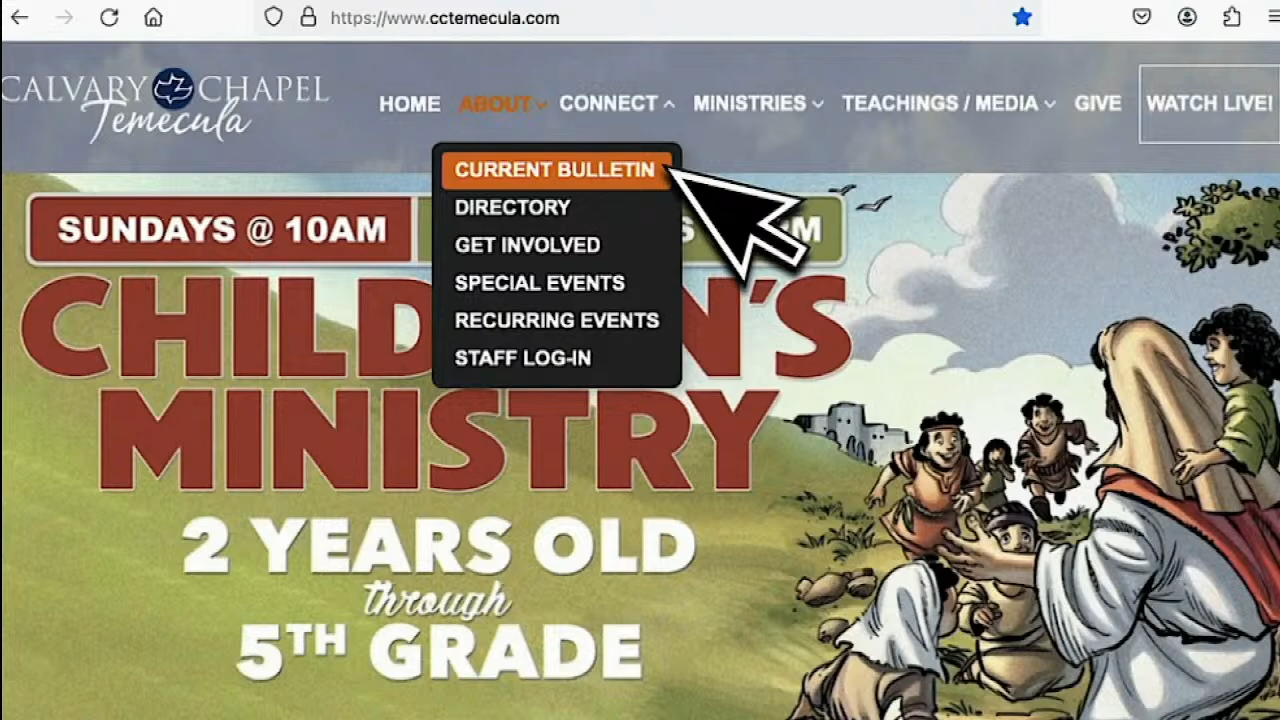 https://www.cctemecula.com
CALVARY CHAPEL
Temecula
HOME ABOUT CONNECT MINISTRIES TEACHINGS / MEDIA GIVE WATCH LIVE!
CURRENT BULLETIN
DIRECTORY
GET INVOLVED
SPECIAL EVENTS
RECURRING EVENTS
STAFF LOG-IN
SUNDAYS @ 10AM
MINISTRY
2 YEARS OLD
through
5TH GRADE